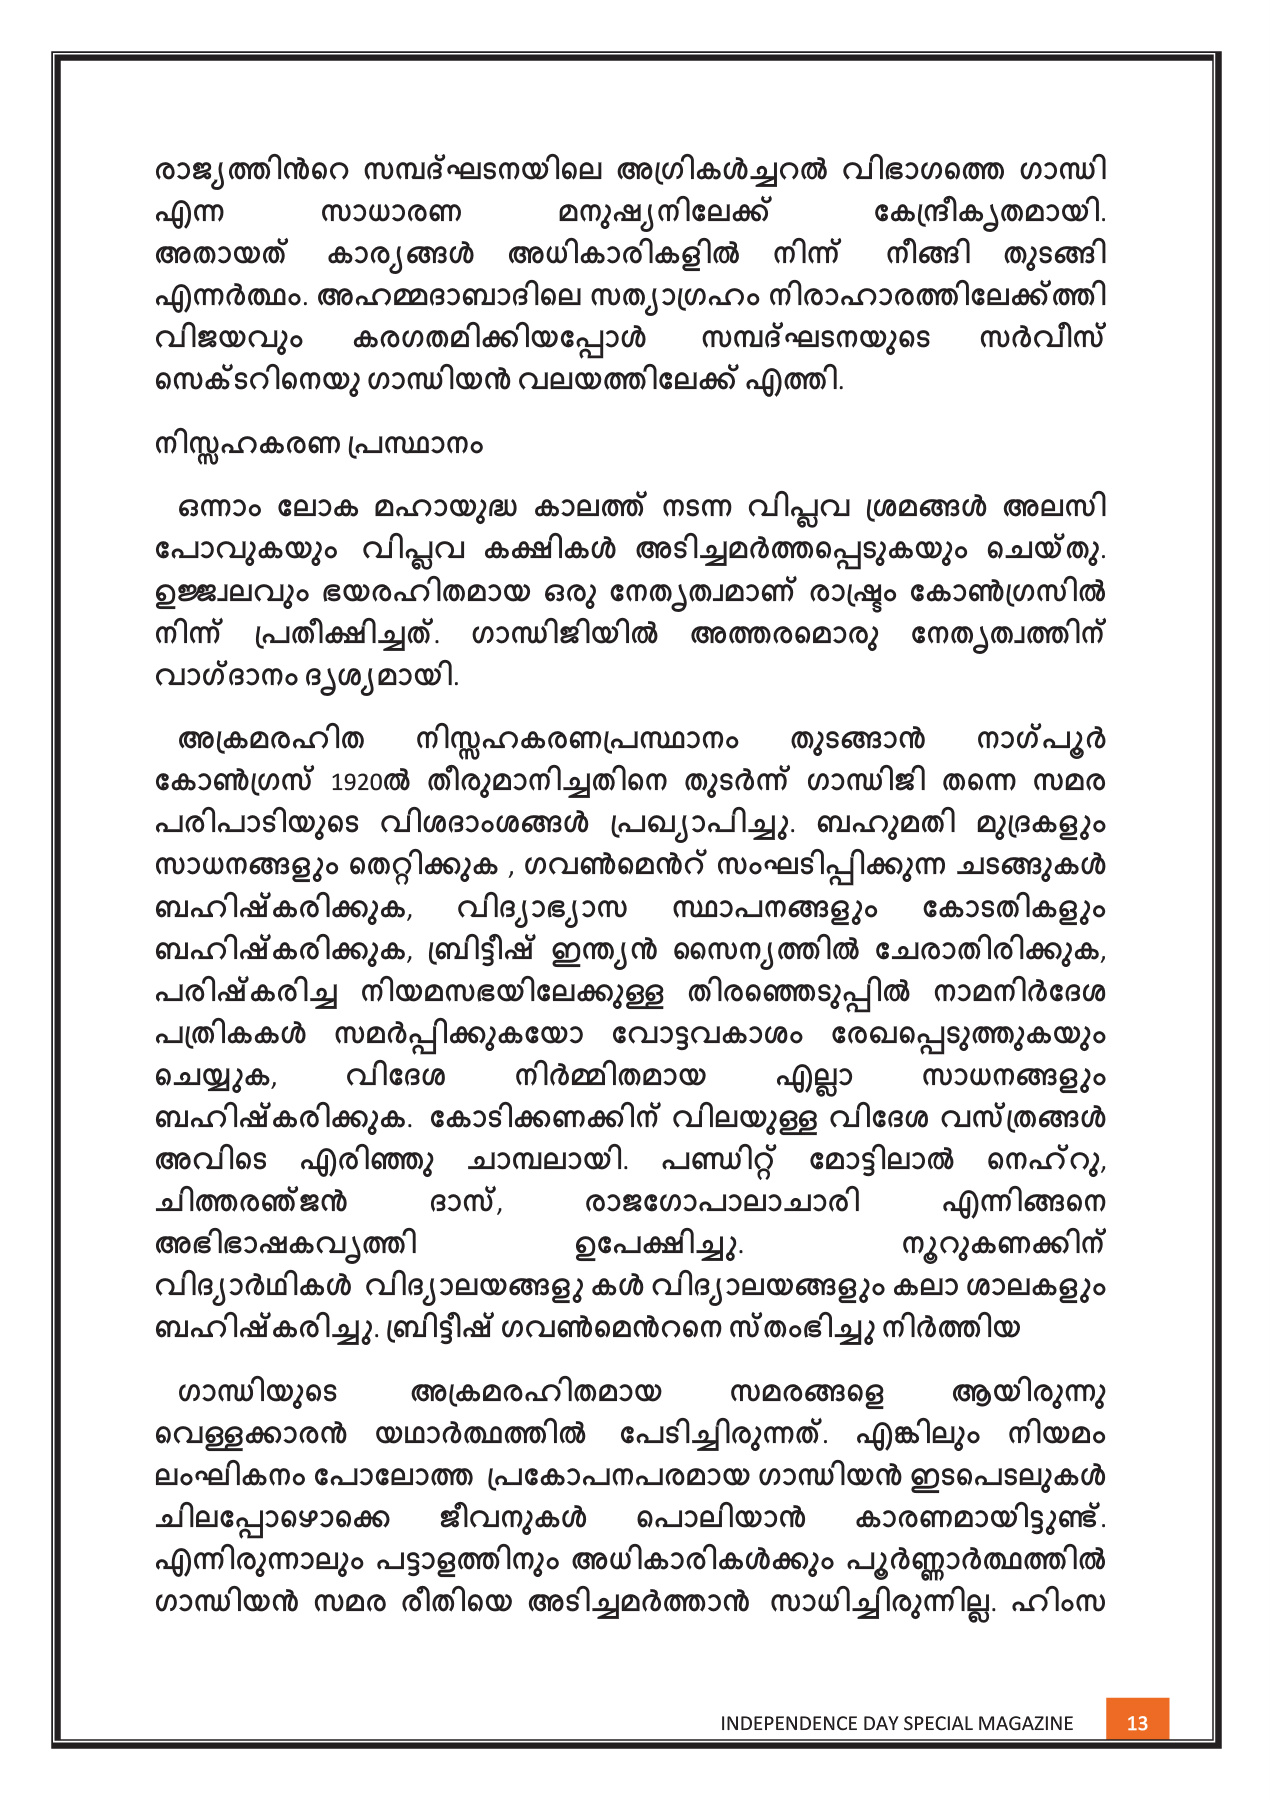 രാജ്യത്തിൻറെ സമ്പദ്ഘടനയിലെ അഗ്രികൾച്ചറൽ വിഭാഗത്തെ ഗാന്ധി
എന്ന സാധാരണ മനുഷ്യനിലേക്ക് കേന്ദ്രീകൃതമായി.
അതായത് കാര്യങ്ങൾ അധികാരികളിൽ നിന്ന് നീങ്ങി തുടങ്ങി
എന്നർത്ഥം. അഹമ്മദാബാദിലെ സത്യാഗ്രഹം നിരാഹാരത്തിലേക്ക്ത്തി
വിജയവും കരഗതമിക്കിയപ്പോൾ സമ്പദ്ഘടനയുടെ സർവീസ്
സെക്ടറിനെയു ഗാന്ധിയൻ വലയത്തിലേക്ക് എത്തി.
നിസ്സഹകരണ പ്രസ്ഥാനം
ഒന്നാം ലോക മഹായുദ്ധ കാലത്ത് നടന്ന വിപ്ലവ ശ്രമങ്ങൾ അലസി
പോവുകയും വിപ്ലവ കക്ഷികൾ അടിച്ചമർത്തപ്പെടുകയും ചെയ്തു.
ഉജ്ജ്വലവും ഭയരഹിതമായ ഒരു നേതൃത്വമാണ് രാഷ്ട്രം കോൺഗ്രസിൽ
നിന്ന് പ്രതീക്ഷിച്ചത്. ഗാന്ധിജിയിൽ അത്തരമൊരു നേതൃത്വത്തിന്
വാഗ്ദാനം ദൃശ്യമായി.
അക്രമരഹിത നിസ്സഹകരണപ്രസ്ഥാനം തുടങ്ങാൻ നാഗ്പൂർ
കോൺഗ്രസ് 1920ൽ തീരുമാനിച്ചതിനെ തുടർന്ന് ഗാന്ധിജി തന്നെ സമര
പരിപാടിയുടെ വിശദാംശങ്ങൾ പ്രഖ്യാപിച്ചു. ബഹുമതി മുദ്രകളും
സാധനങ്ങളും തെറ്റിക്കുക , ഗവൺമെൻറ് സംഘടിപ്പിക്കുന്ന ചടങ്ങുകൾ
ബഹിഷ്കരിക്കുക, വിദ്യാഭ്യാസ സ്ഥാപനങ്ങളും കോടതികളും
ബഹിഷ്കരിക്കുക, ബ്രിട്ടീഷ് ഇന്ത്യൻ സൈന്യത്തിൽ ചേരാതിരിക്കുക,
പരിഷ്കരിച്ച നിയമസഭയിലേക്കുള്ള തിരഞ്ഞെടുപ്പിൽ നാമനിർദേശ
പത്രികകൾ സമർപ്പിക്കുകയോ വോട്ടവകാശം രേഖപ്പെടുത്തുകയും
ചെയ്യുക, വിദേശ നിർമ്മിതമായ എല്ലാ സാധനങ്ങളും
ബഹിഷ്കരിക്കുക. കോടിക്കണക്കിന് വിലയുള്ള വിദേശ വസ്ത്രങ്ങൾ
അവിടെ എരിഞ്ഞു ചാമ്പലായി. പണ്ഡിറ്റ് മോട്ടിലാൽ നെഹ്റു,
ചിത്തരഞ്ജൻ ദാസ്, രാജഗോപാലാചാരി എന്നിങ്ങനെ
അഭിഭാഷകവൃത്തി ഉപേക്ഷിച്ചു. നൂറുകണക്കിന്
വിദ്യാർഥികൾ വിദ്യാലയങ്ങളു കൾ വിദ്യാലയങ്ങളും കലാ ശാലകളും
ബഹിഷ്കരിച്ചു. ബ്രിട്ടീഷ് ഗവൺമെൻറനെ സ്തംഭിച്ചു നിർത്തിയ
ഗാന്ധിയുടെ അക്രമരഹിതമായ സമരങ്ങളെ ആയിരുന്നു
വെള്ളക്കാരൻ യഥാർത്ഥത്തിൽ പേടിച്ചിരുന്നത്. എങ്കിലും നിയമം
ലംഘികനം പോലോത്ത പ്രകോപനപരമായ ഗാന്ധിയൻ ഇടപെടലുകൾ
ചിലപ്പോഴൊക്കെ ജീവനുകൾ പൊലിയാൻ കാരണമായിട്ടുണ്ട്.
എന്നിരുന്നാലും പട്ടാളത്തിനും അധികാരികൾക്കും പൂർണ്ണാർത്ഥത്തിൽ
ഗാന്ധിയൻ സമര രീതിയെ അടിച്ചമർത്താൻ സാധിച്ചിരുന്നില്ല. ഹിംസ
INDEPENDENCE DAY SPECIAL MAGAZINE 13